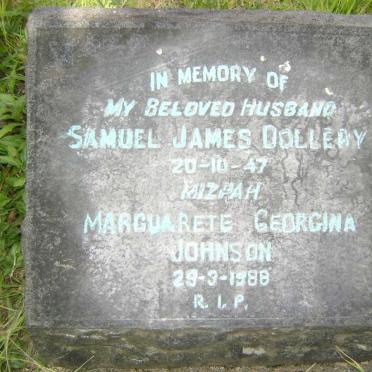 IN MEMORY OF
MY BELOVED HUSBAND
SAMUEL JAMES DOLLERY
20-10-47
MIZPAH
MARGUARETE GEORGINA
JOHNSON
29-3-1988
R. I. P.